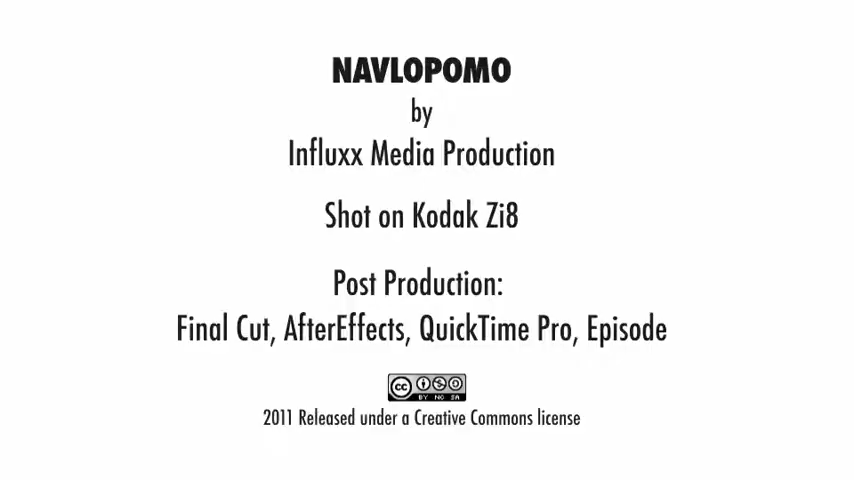 NAVLOPOMO
by
Influxx Media Production
Shot on Kodak Zi8
Post Production:
Final Cut, AfterEffects, QuickTime Pro, Episode
cc
BY NC SA
2011 Released under a Creative Commons license